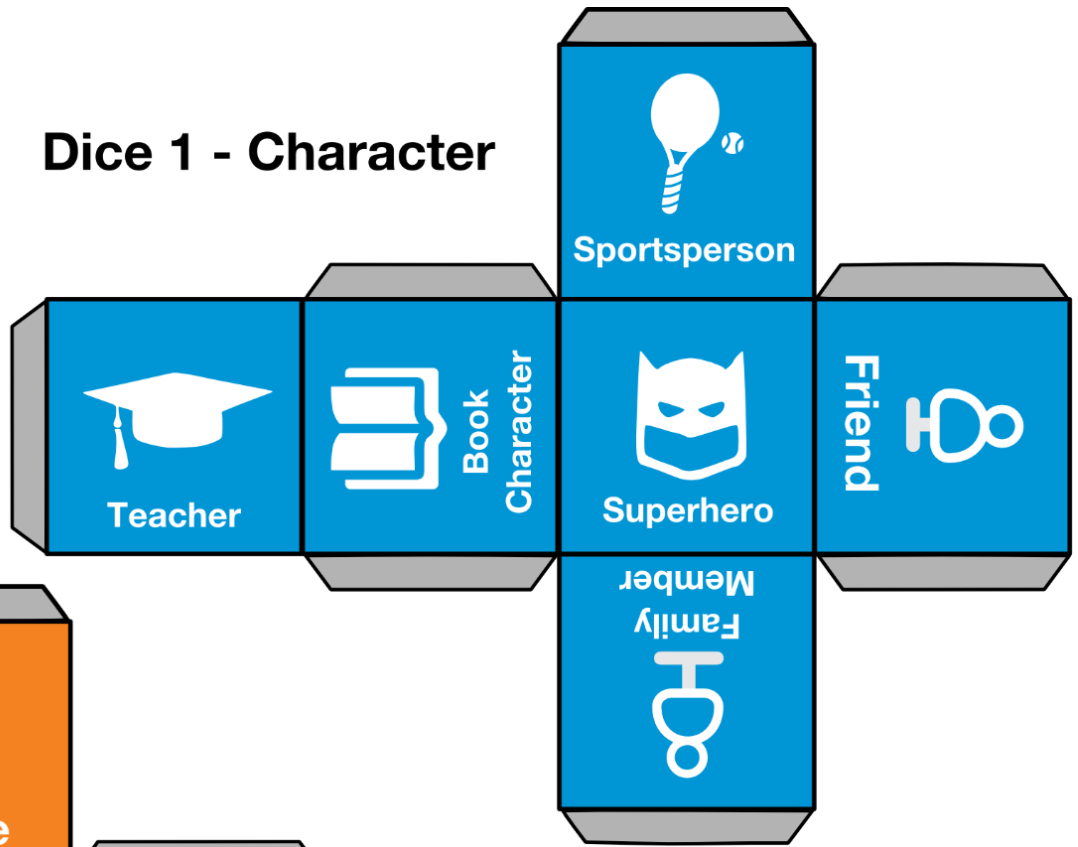 Dice 1 - Character
Sportsperson
Teacher
Book
Character
Superhero
Friend
Family
Member
e